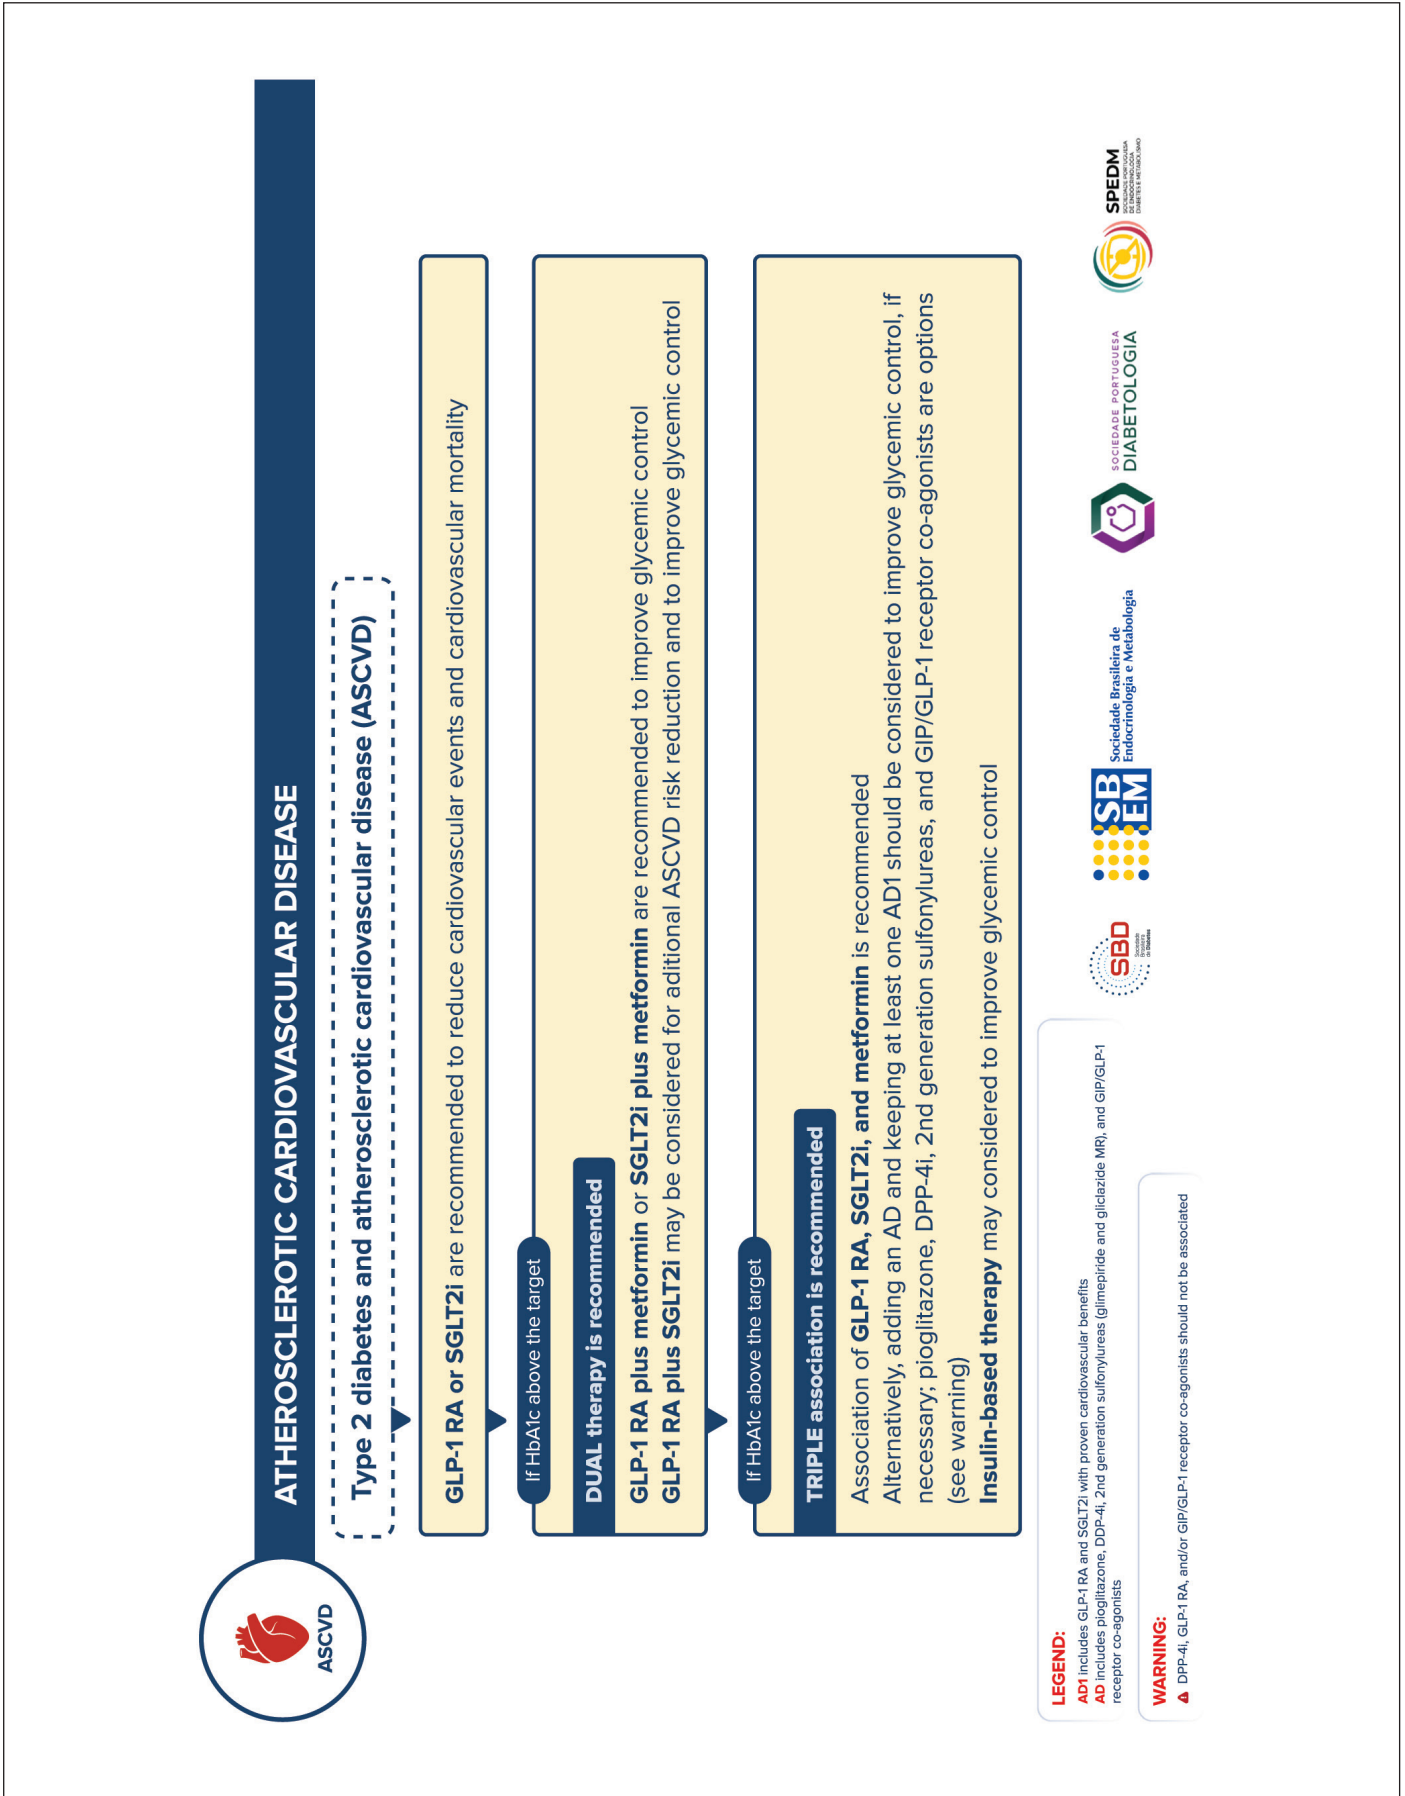 ATHEROSCLEROTIC CARDIOVASCULAR DISEASE
ASCVD
Type 2 diabetes and atherosclerotic cardiovascular disease (ASCVD)
GLP-1 RA or SGLT2i are recommended to reduce cardiovascular events and cardiovascular mortality
If HbA1c above the target
DUAL therapy is recommended
GLP-1 RA plus metformin or SGLT2i plus metformin are recommended to improve glycemic control
GLP-1 RA plus SGLT2i may be considered for aditional ASCVD risk reduction and to improve glycemic control
If HbA1c above the target
TRIPLE association is recommended
Association of GLP-1 RA, SGLT2i, and metformin is recommended
Alternatively, adding an AD and keeping at least one AD1 should be considered to improve glycemic control, if
necessary; pioglitazone, DPP-4i, 2nd generation sulfonylureas, and GIP/GLP-1 receptor co-agonists are options
(see warning)
Insulin-based therapy may considered to improve glycemic control
LEGEND:
AD1 includes GLP-1 RA and SGLT2i with proven cardiovascular benefits
AD includes pioglitazone, DDP-4i, 2nd generation sulfonylureas (glimepiride and gliclazide MR), and GIP/GLP-1
receptor co-agonists
WARNING:
DPP-4i, GLP-1 RA, and/or GIP/GLP-1 receptor co-agonists should not be associated
SBD
Sociedade
Brasileira
de Diabetes
SB
EM
Sociedade Brasileira de
Endocrinologia e Metabologia
SOCIEDADE PORTUGUESA
DIABETOLOGIA
SPEDM
SOCIEDADE PORTUGUESA
DE ENDOCRINOLOGIA
DIABETES E METABOLISMO